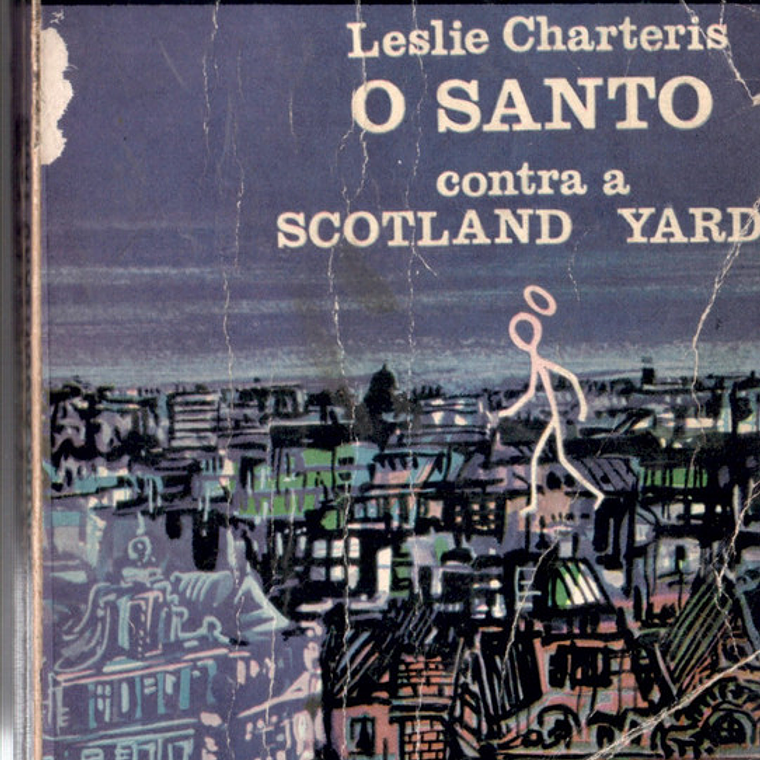 Leslie Charteris
O SANTO
contra a
SCOTLAND YARD